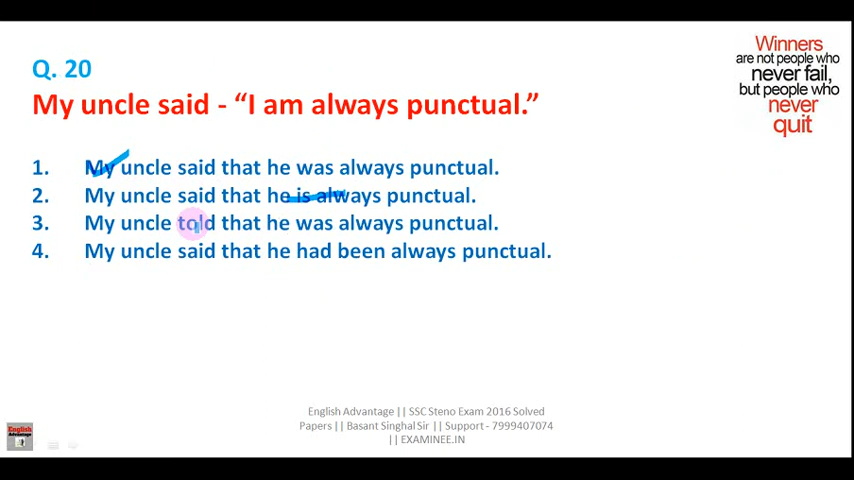 Winners
are not people who
never fail,
but people who
never
quit
Q. 20
My uncle said - “I am always punctual.”
1. My uncle said that he was always punctual.
2. My uncle said that he is always punctual.
3. My uncle told that he was always punctual.
4. My uncle said that he had been always punctual.
English Advantage || SSC Steno Exam 2016 Solved
Papers || Basant Singhal Sir || Support - 7999407074
|| EXAMINEE.IN
English
Advantage